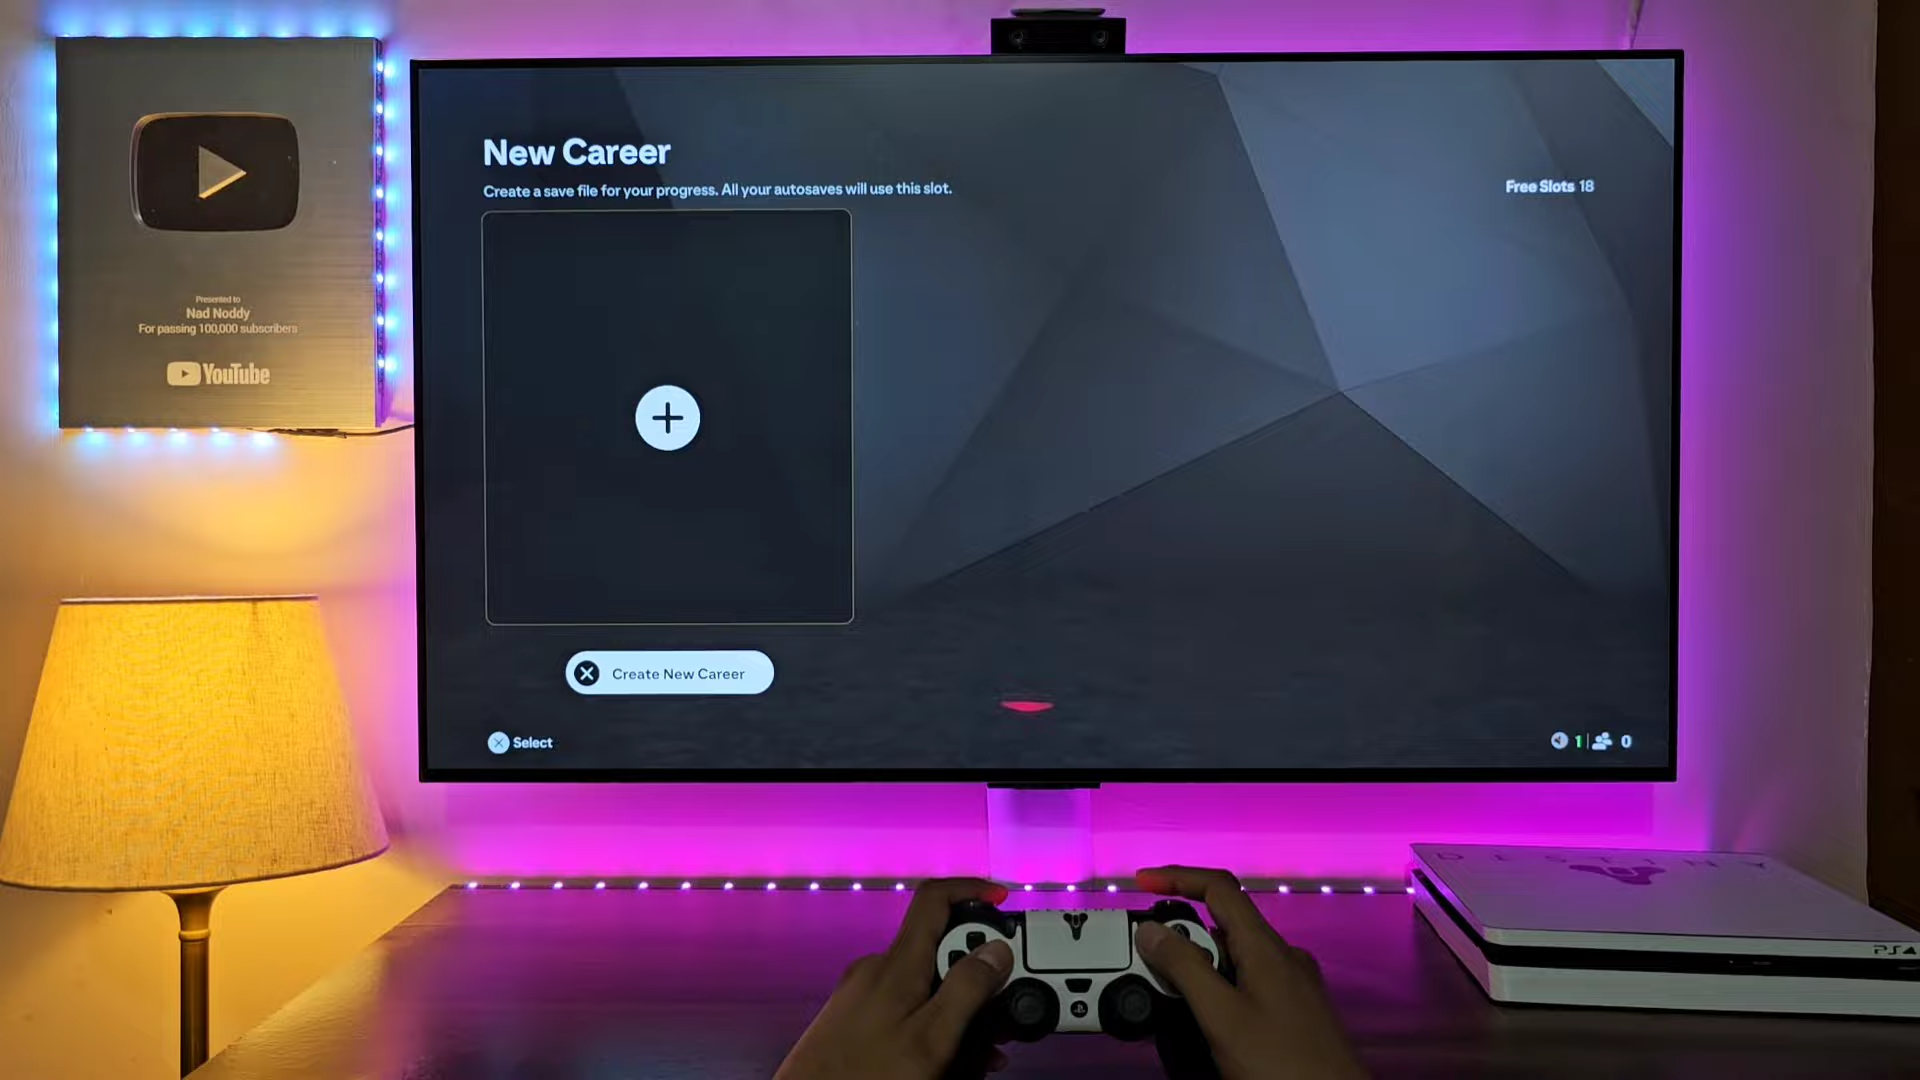 Presented to
Nad Noddy
For passing 100,000 subscribers
YouTube
New Career
Create a save file for your progress. All your autosaves will use this slot.
Free Slots 18
Create New Career
Select
1
0
DESTINY
PS4